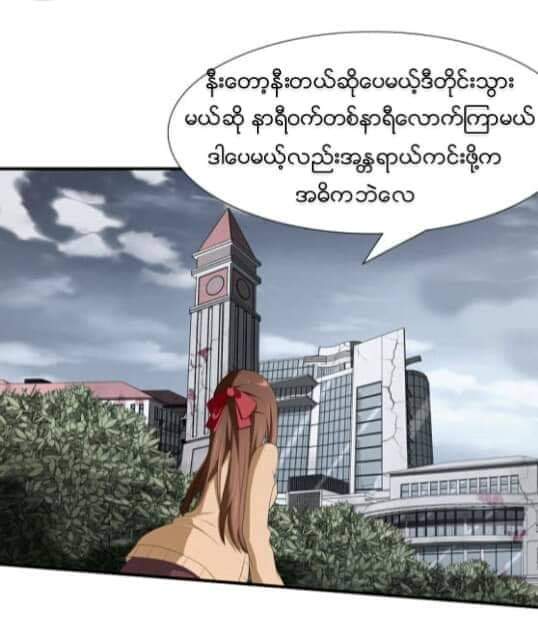 နီးတော့နီးတယ်ဆိုပေမယ့်ဒီတိုင်းသွား
မယ်ဆို နာရီဝက်တစ်နာရီလောက်ကြာမယ်
ဒါပေမယ့်လည်းအန္တရာယ်ကင်းဖို့က
အဓိကဘဲလေ